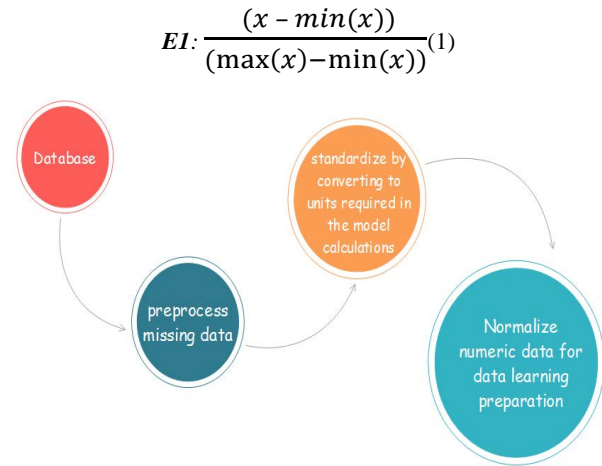 E1: (x – min(x)) / (max(x)–min(x)) (1)
Database
preprocess
missing data
standardize by
converting to
units required in
the model
calculations
Normalize
numeric data for
data learning
preparation